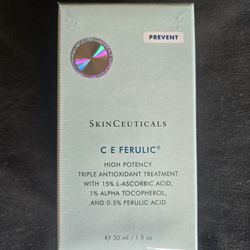 PREVENT
SKINCEUTICALS
C E FERULIC®
HIGH POTENCY
TRIPLE ANTIOXIDANT TREATMENT
WITH 15% L-ASCORBIC ACID,
1% ALPHA TOCOPHEROL,
AND 0.5% FERULIC ACID
℮ 30 ml / 1 fl oz